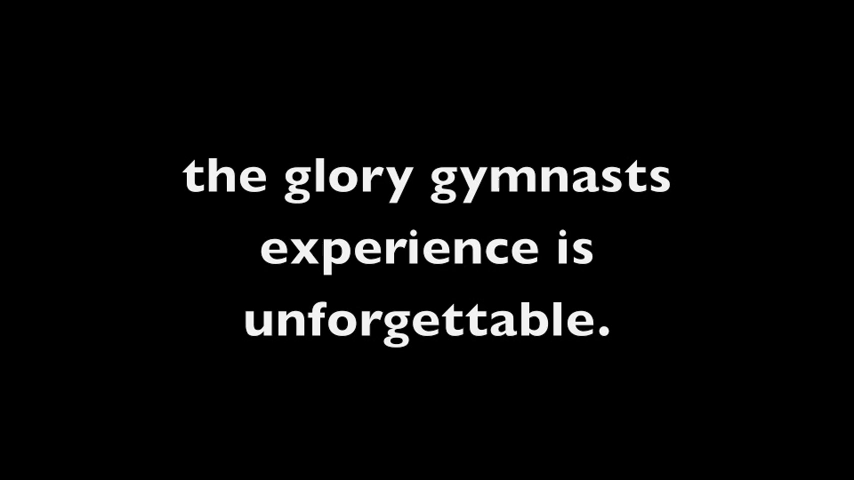 the glory gymnasts
experience is
unforgettable.